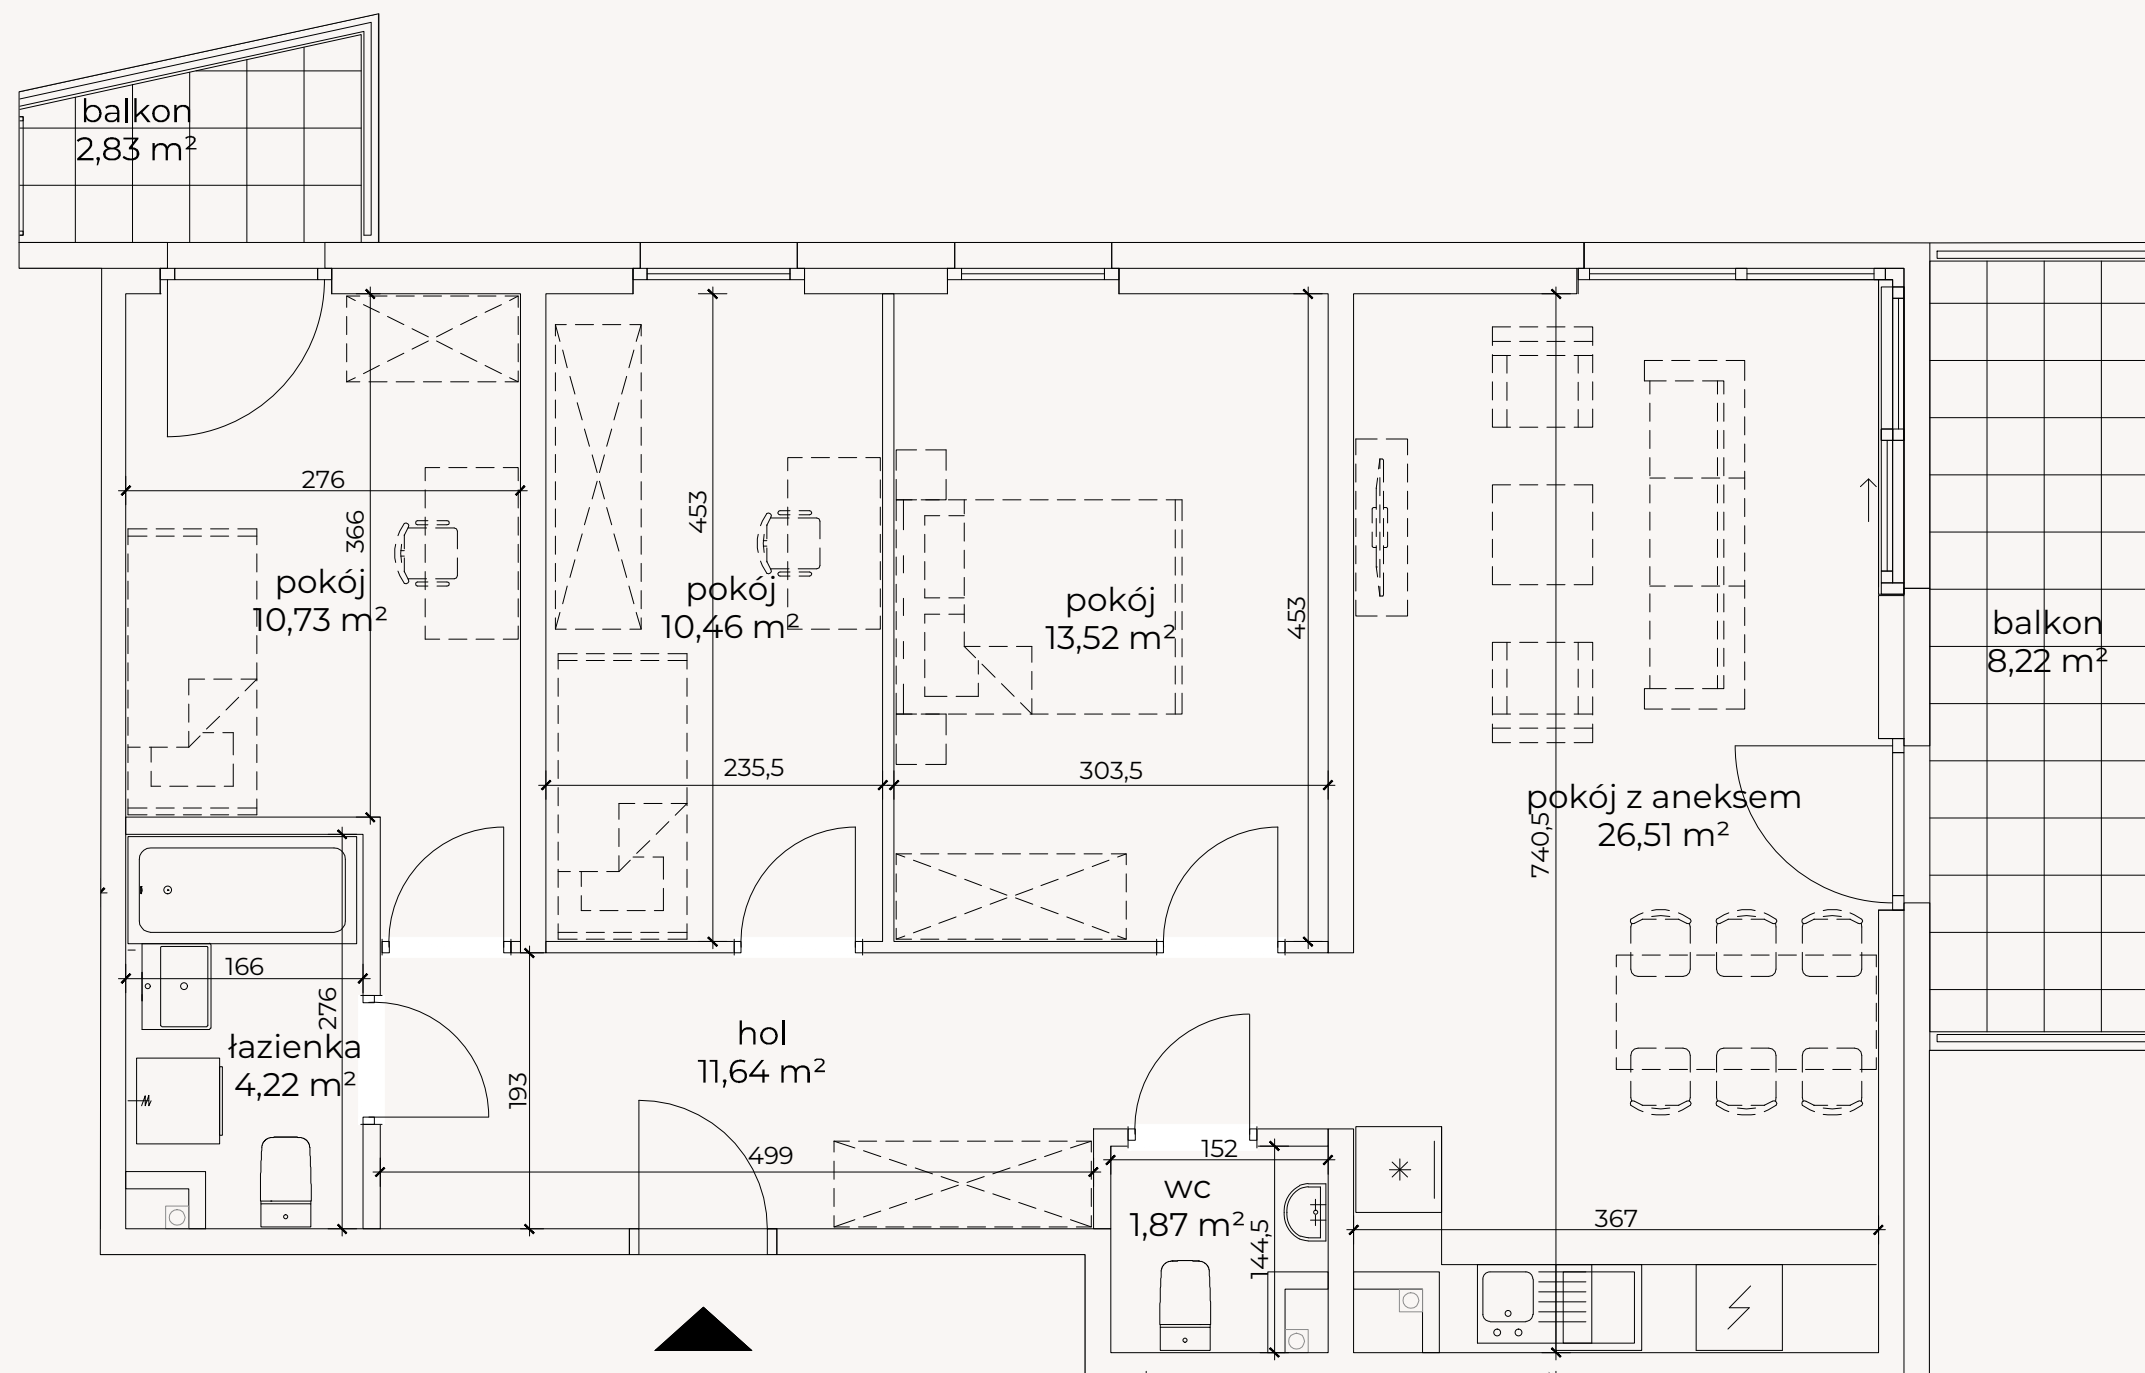 balkon
2,83 m²
276
366
pokój
10,73 m²
453
pokój
10,46 m²
235,5
pokój
13,52 m²
453
303,5
pokój z aneksem
26,51 m²
740,5
balkon
8,22 m²
166
276
łazienka
4,22 m²
hol
11,64 m²
193
499
152
wc
1,87 m²
144,5
367